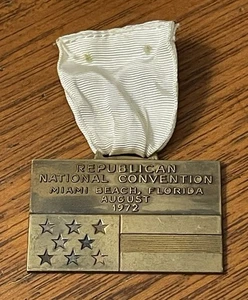 REPUBLICAN
NATIONAL CONVENTION
MIAMI BEACH, FLORIDA
AUGUST
1972